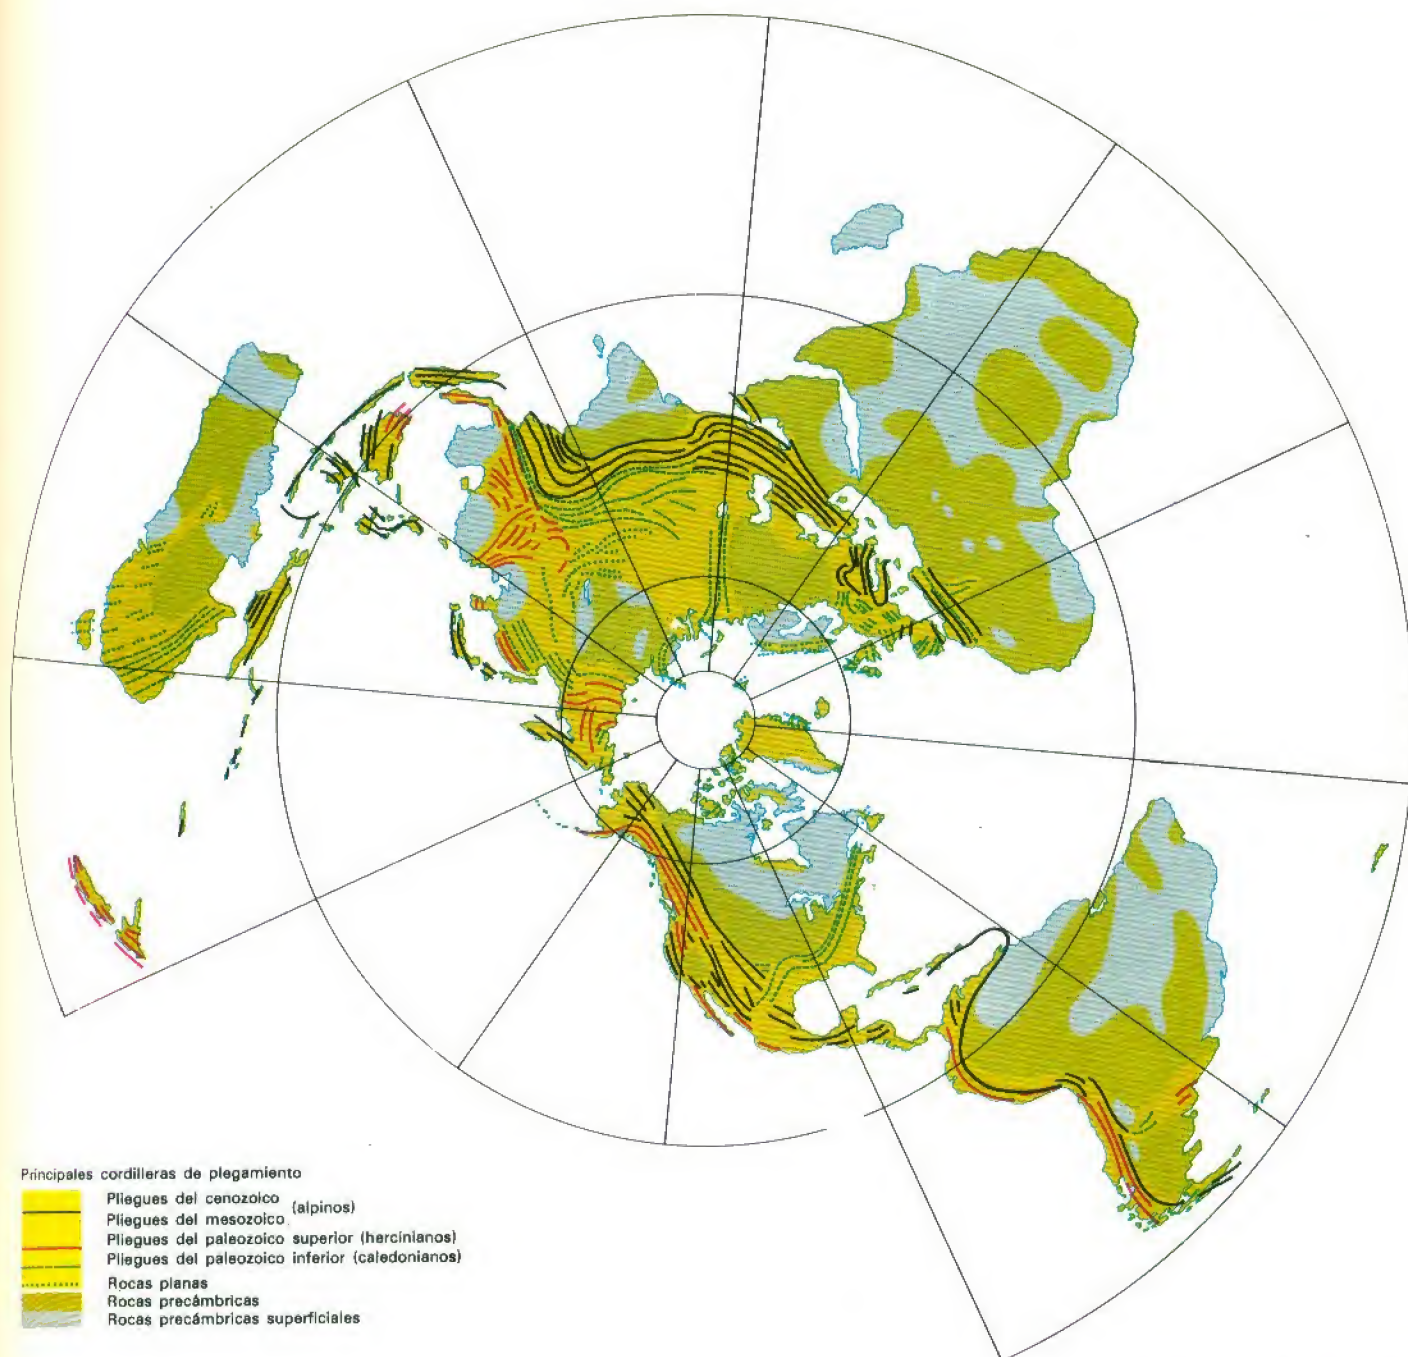 Principales cordilleras de plegamiento
Pliegues del cenozoico
(alpinos)
Pliegues del mesozoico
Pliegues del paleozoico superior (hercinianos)
Pliegues del paleozoico inferior (caledonianos)
Rocas planas
Rocas precámbricas
Rocas precámbricas superficiales